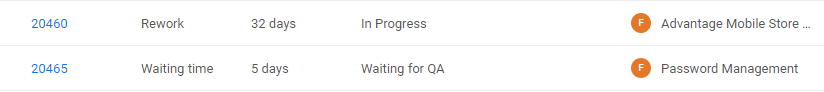 20460 Rework 32 days In Progress F Advantage Mobile Store ...
20465 Waiting time 5 days Waiting for QA F Password Management